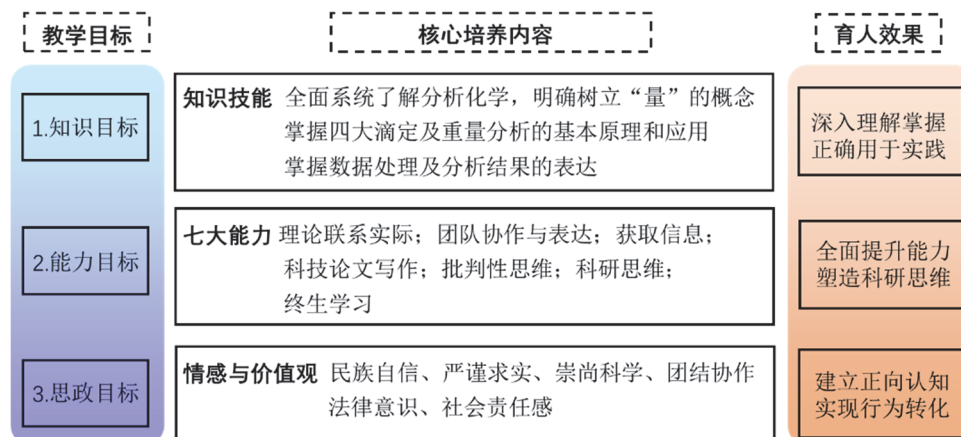 教学目标
核心培养内容
育人效果
1.知识目标
知识技能 全面系统了解分析化学，明确树立“量”的概念
掌握四大滴定及重量分析的基本原理和应用
掌握数据处理及分析结果的表达
深入理解掌握
正确用于实践
2.能力目标
七大能力 理论联系实际；团队协作与表达；获取信息；
科技论文写作；批判性思维；科研思维；
终生学习
全面提升能力
塑造科研思维
3.思政目标
情感与价值观 民族自信、严谨求实、崇尚科学、团结协作
法律意识、社会责任感
建立正向认知
实现行为转化